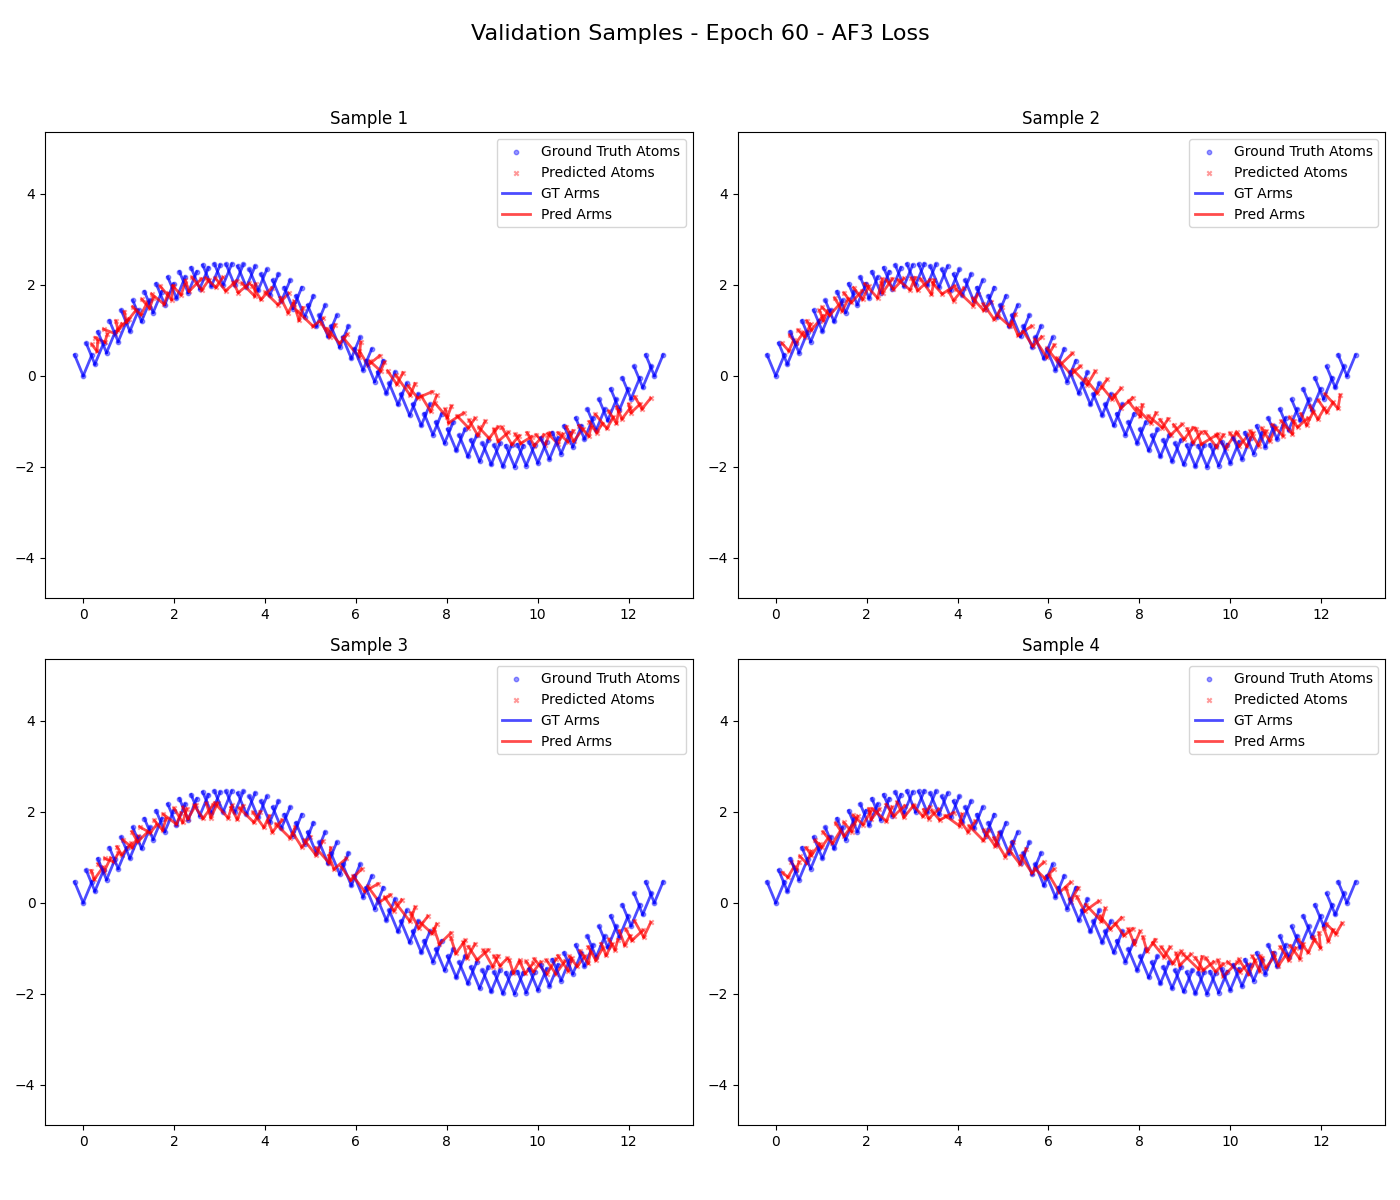 Validation Samples - Epoch 60 - AF3 Loss
Sample 1
Ground Truth Atoms
Predicted Atoms
GT Arms
Pred Arms
4
2
0
−2
−4
0 2 4 6 8 10 12
Sample 2
Ground Truth Atoms
Predicted Atoms
GT Arms
Pred Arms
4
2
0
−2
−4
0 2 4 6 8 10 12
Sample 3
Ground Truth Atoms
Predicted Atoms
GT Arms
Pred Arms
4
2
0
−2
−4
0 2 4 6 8 10 12
Sample 4
Ground Truth Atoms
Predicted Atoms
GT Arms
Pred Arms
4
2
0
−2
−4
0 2 4 6 8 10 12